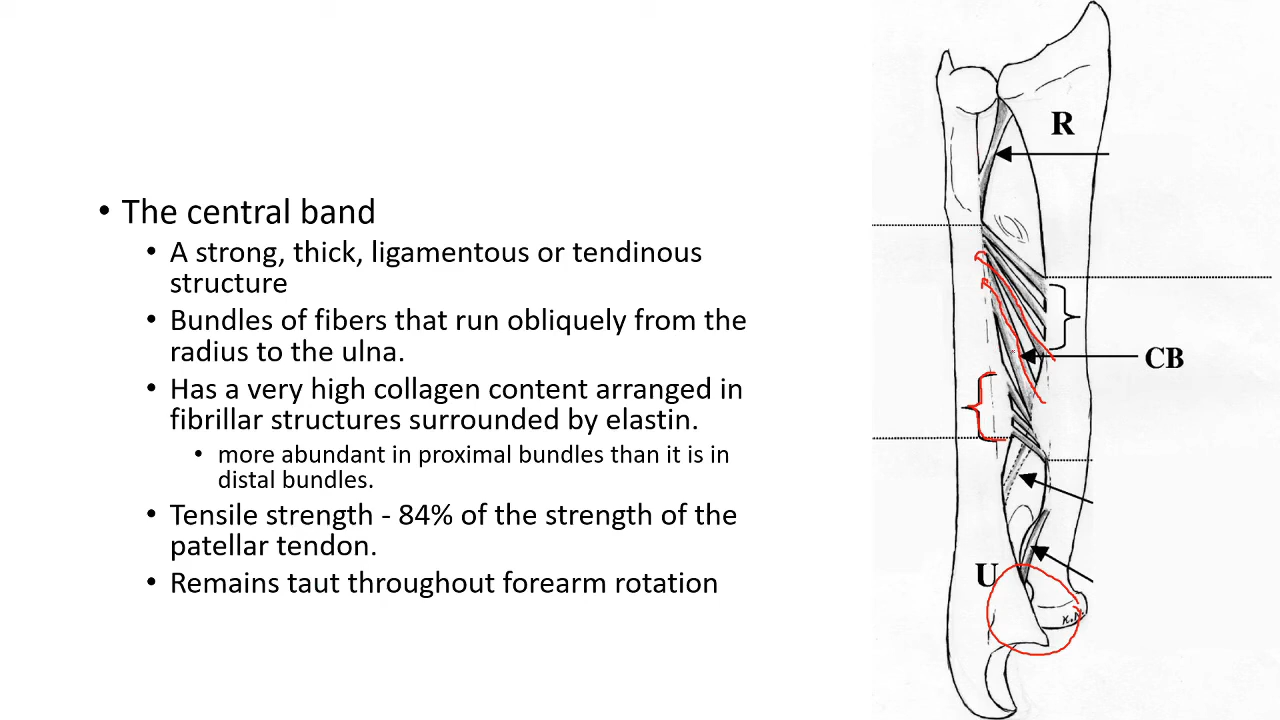 • The central band
• A strong, thick, ligamentous or tendinous
structure
• Bundles of fibers that run obliquely from the
radius to the ulna.
• Has a very high collagen content arranged in
fibrillar structures surrounded by elastin.
• more abundant in proximal bundles than it is in
distal bundles.
• Tensile strength - 84% of the strength of the
patellar tendon.
• Remains taut throughout forearm rotation
R
CB
U
K.N.